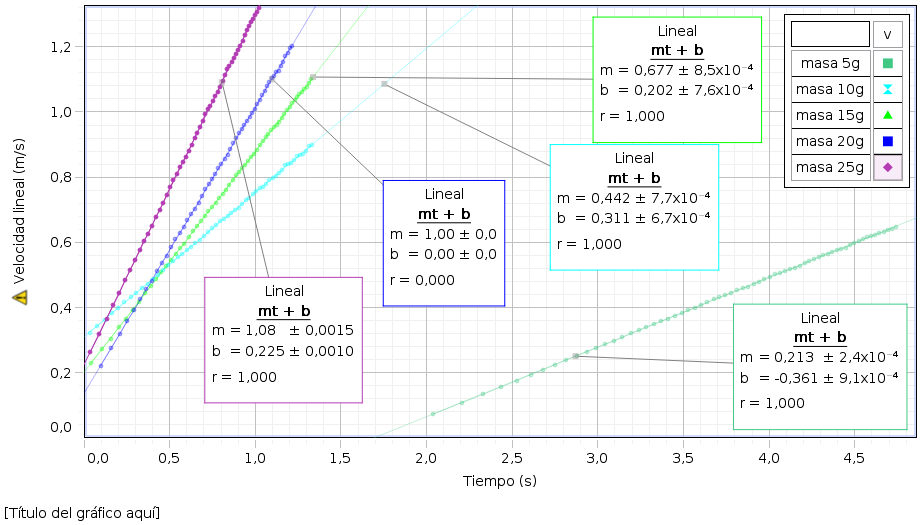 Velocidad lineal (m/s)
1,2
1,0
0,8
0,6
0,4
0,2
0,0
0,0 0,5 1,0 1,5 2,0 2,5 3,0 3,5 4,0 4,5
Tiempo (s)
[Título del gráfico aquí]
Lineal
mt + b
m = 0,677 ± 8,5x10⁻⁴
b = 0,202 ± 7,6x10⁻⁴
r = 1,000
v
masa 5g
masa 10g
masa 15g
masa 20g
masa 25g
Lineal
mt + b
m = 0,442 ± 7,7x10⁻⁴
b = 0,311 ± 6,7x10⁻⁴
r = 1,000
Lineal
mt + b
m = 1,00 ± 0,0
b = 0,00 ± 0,0
r = 0,000
Lineal
mt + b
m = 1,08 ± 0,0015
b = 0,225 ± 0,0010
r = 1,000
Lineal
mt + b
m = 0,213 ± 2,4x10⁻⁴
b = -0,361 ± 9,1x10⁻⁴
r = 1,000